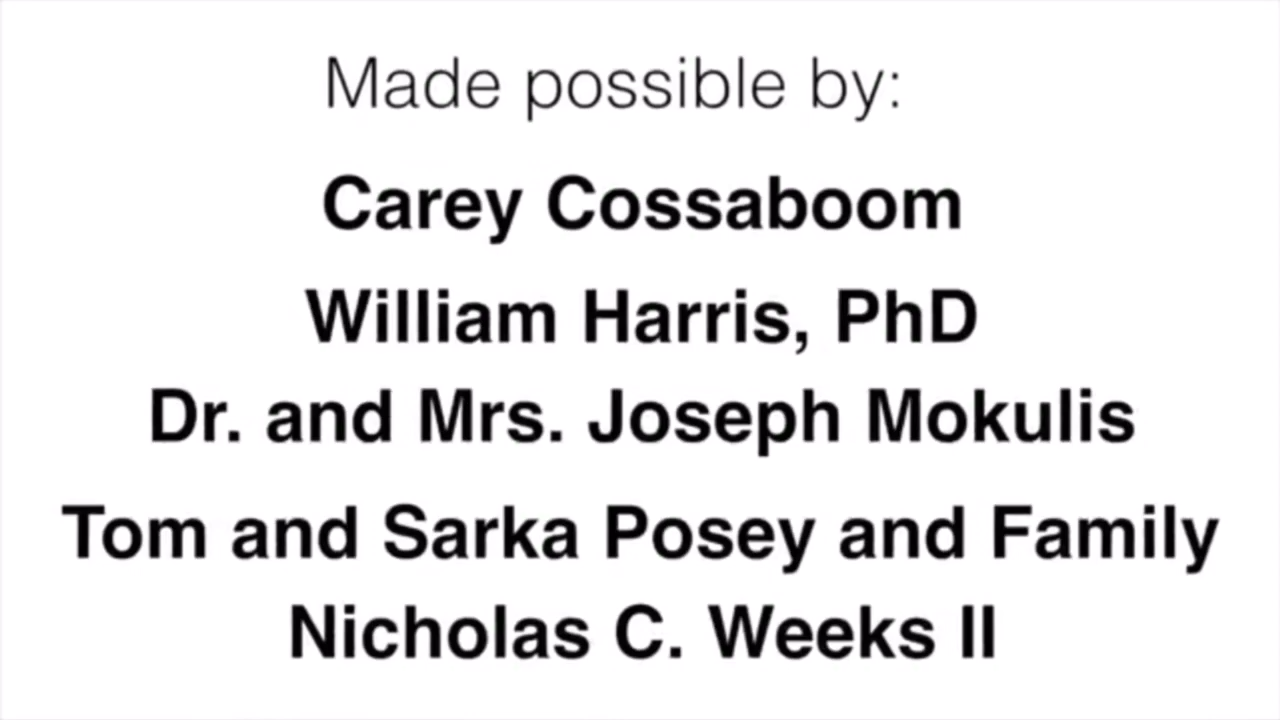 Made possible by:
Carey Cossaboom
William Harris, PhD
Dr. and Mrs. Joseph Mokulis
Tom and Sarka Posey and Family
Nicholas C. Weeks II